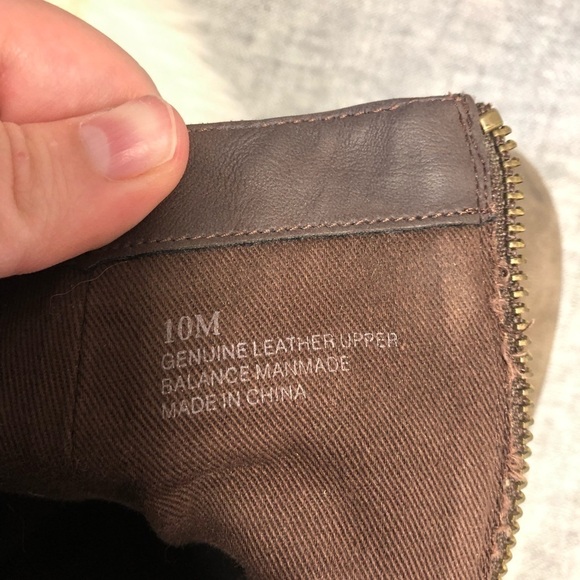 10M
GENUINE LEATHER UPPER,
BALANCE MANMADE
MADE IN CHINA